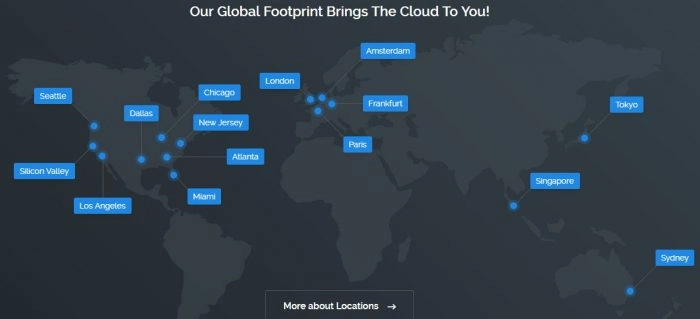 Our Global Footprint Brings The Cloud To You!
Amsterdam
London
Chicago
Seattle
Frankfurt
Tokyo
Dallas
New Jersey
Paris
Atlanta
Silicon Valley
Singapore
Miami
Los Angeles
Sydney
More about Locations →